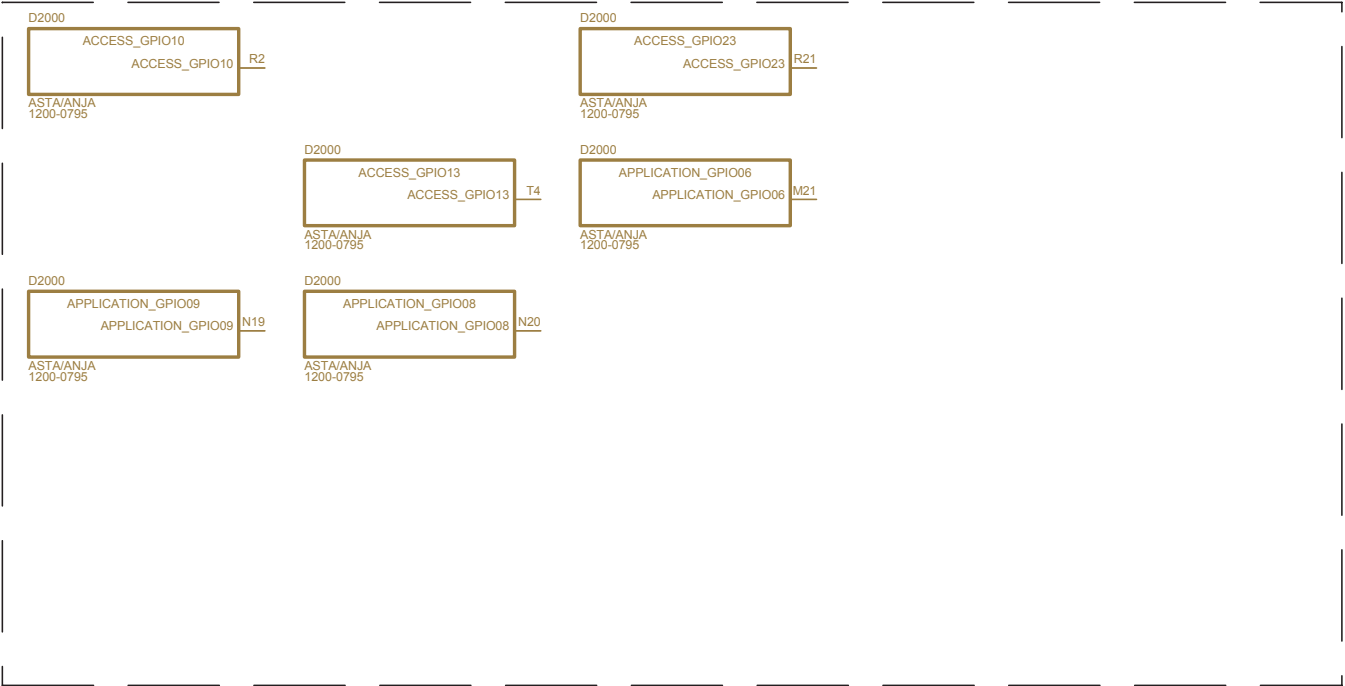 D2000
ACCESS_GPIO10
ACCESS_GPIO10
R2
ASTA/ANJA
1200-0795
D2000
ACCESS_GPIO23
ACCESS_GPIO23
R21
ASTA/ANJA
1200-0795
D2000
ACCESS_GPIO13
ACCESS_GPIO13
T4
ASTA/ANJA
1200-0795
D2000
APPLICATION_GPIO06
APPLICATION_GPIO06
M21
ASTA/ANJA
1200-0795
D2000
APPLICATION_GPIO09
APPLICATION_GPIO09
N19
ASTA/ANJA
1200-0795
D2000
APPLICATION_GPIO08
APPLICATION_GPIO08
N20
ASTA/ANJA
1200-0795